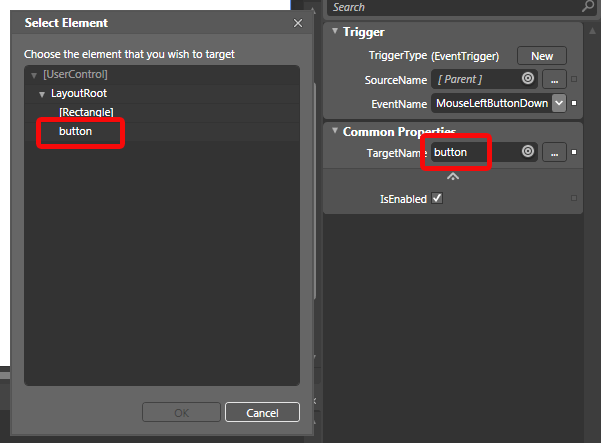 Select Element
Choose the element that you wish to target
[UserControl]
LayoutRoot
[Rectangle]
button
OK
Cancel
Search
Trigger
TriggerType (EventTrigger) New
SourceName [ Parent ] ...
EventName MouseLeftButtonDown
Common Properties
TargetName button ...
IsEnabled